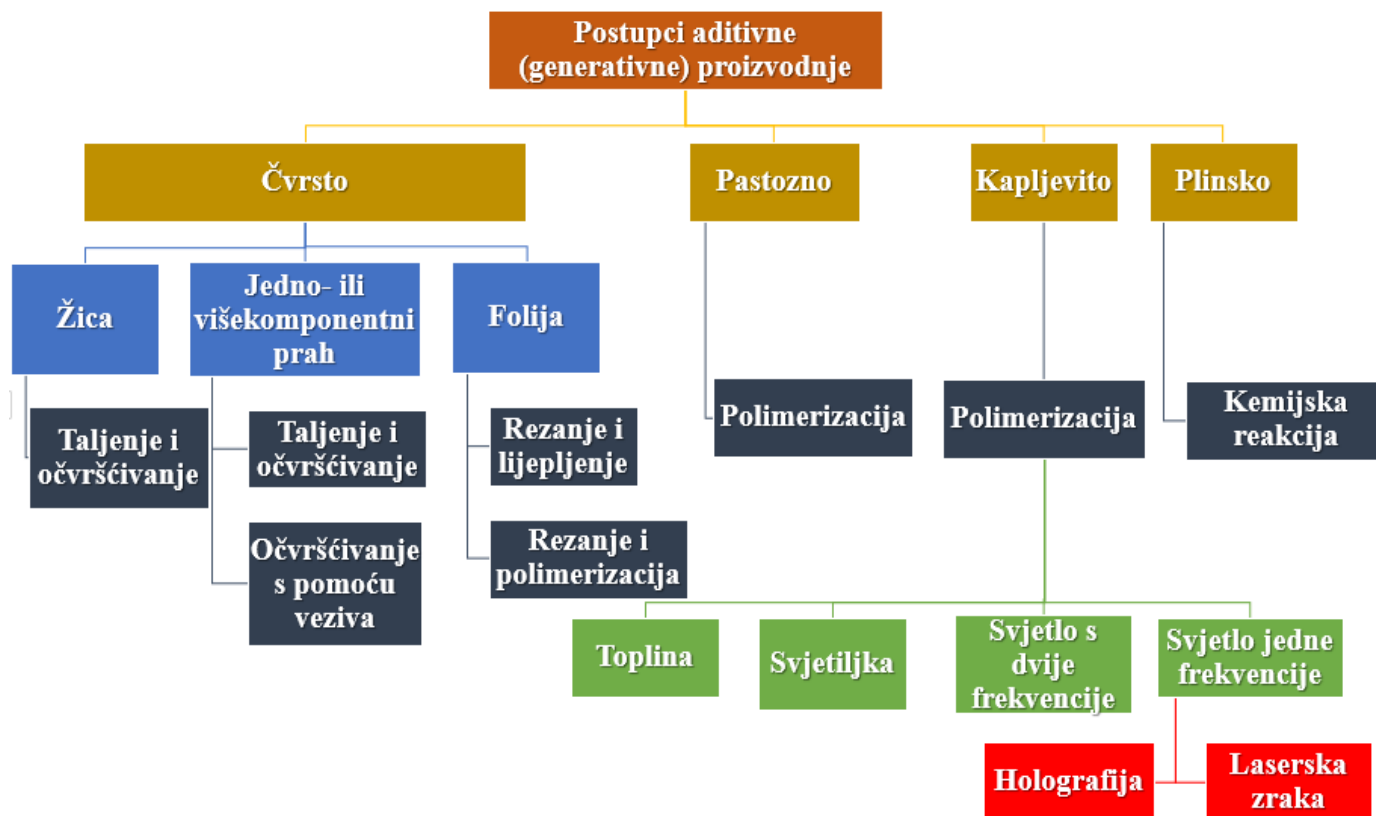 Postupci aditivne
(generativne) proizvodnje
Čvrsto
Pastozno
Kapljevito
Plinsko
Žica
Jedno- ili
višekomponentni
prah
Folija
Taljenje i
očvršćivanje
Taljenje i
očvršćivanje
Očvršćivanje
s pomoću
veziva
Rezanje i
lijepljenje
Rezanje i
polimerizacija
Polimerizacija
Polimerizacija
Kemijska
reakcija
Toplina
Svjetiljka
Svjetlo s
dvije
frekvencije
Svjetlo jedne
frekvencije
Holografija
Laserska
zraka